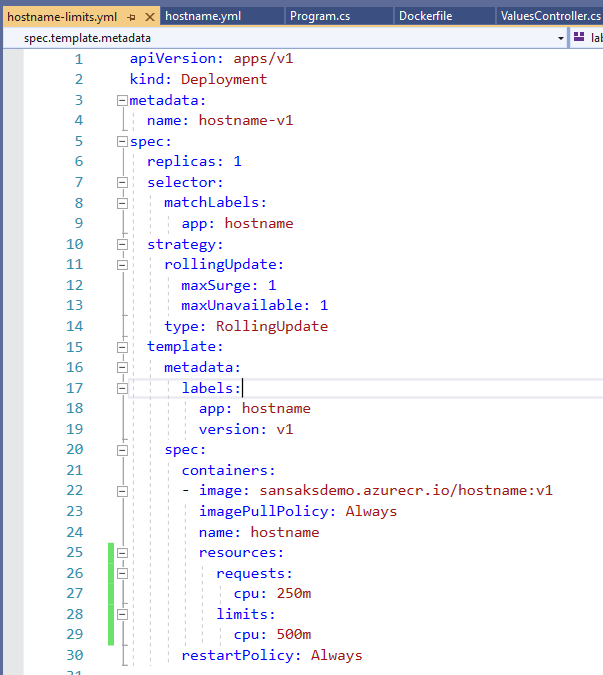 hostname-limits.yml hostname.yml Program.cs Dockerfile ValuesController.cs
spec.template.metadata lab
1 apiVersion: apps/v1
2 kind: Deployment
3 metadata:
4 name: hostname-v1
5 spec:
6 replicas: 1
7 selector:
8 matchLabels:
9 app: hostname
10 strategy:
11 rollingUpdate:
12 maxSurge: 1
13 maxUnavailable: 1
14 type: RollingUpdate
15 template:
16 metadata:
17 labels:
18 app: hostname
19 version: v1
20 spec:
21 containers:
22 - image: sansaksdemo.azurecr.io/hostname:v1
23 imagePullPolicy: Always
24 name: hostname
25 resources:
26 requests:
27 cpu: 250m
28 limits:
29 cpu: 500m
30 restartPolicy: Always
31